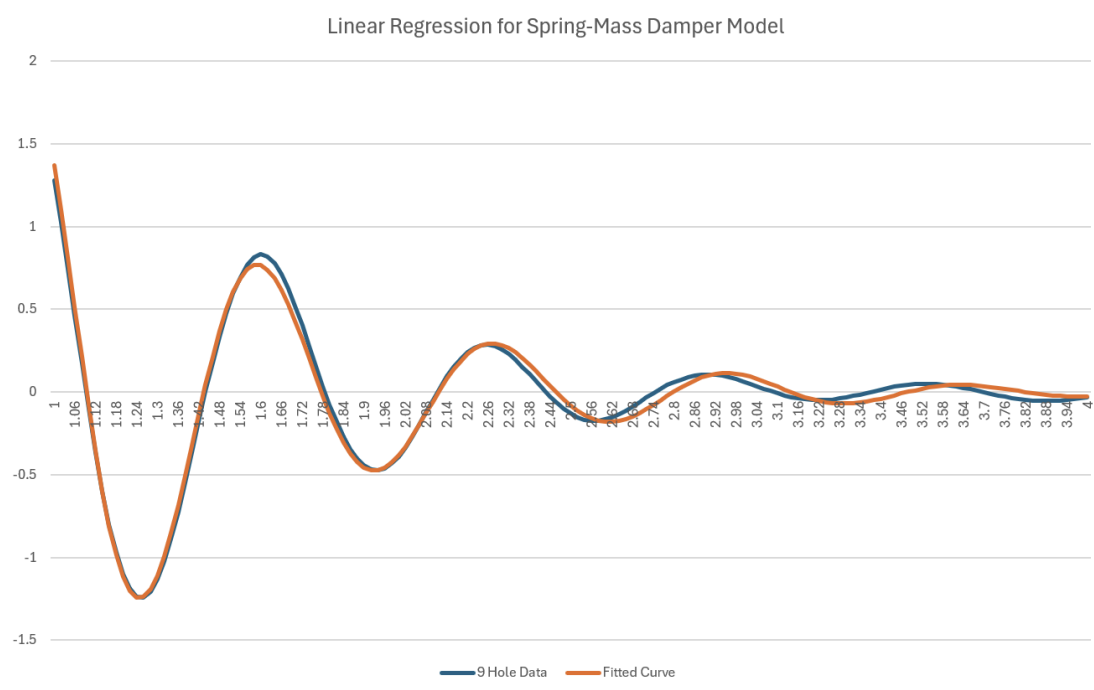 Linear Regression for Spring-Mass Damper Model
2
1.5
1
0.5
0
-0.5
-1
-1.5
1 1.06 1.12 1.18 1.24 1.3 1.36 1.42 1.48 1.54 1.6 1.66 1.72 1.78 1.84 1.9 1.96 2.02 2.08 2.14 2.2 2.26 2.32 2.38 2.44 2.5 2.56 2.62 2.68 2.74 2.8 2.86 2.92 2.98 3.04 3.1 3.16 3.22 3.28 3.34 3.4 3.46 3.52 3.58 3.64 3.7 3.76 3.82 3.88 3.94 4
9 Hole Data Fitted Curve